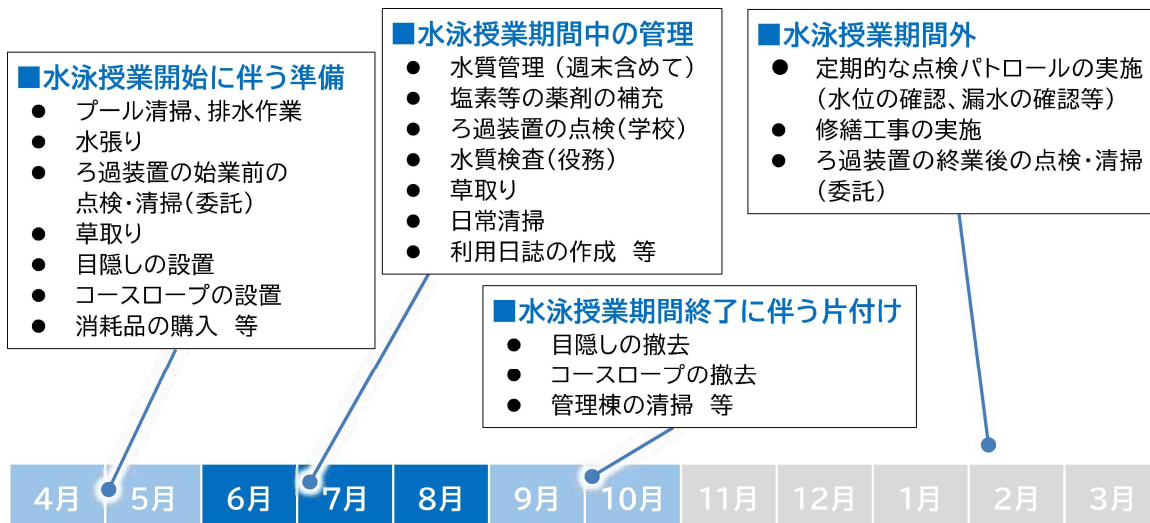 ■水泳授業開始に伴う準備
● プール清掃、排水作業
● 水張り
● ろ過装置の始業前の
点検・清掃(委託)
● 草取り
● 目隠しの設置
● コースロープの設置
● 消耗品の購入 等
■水泳授業期間中の管理
● 水質管理 (週末含めて)
● 塩素等の薬剤の補充
● ろ過装置の点検(学校)
● 水質検査(役務)
● 草取り
● 日常清掃
● 利用日誌の作成 等
■水泳授業期間終了に伴う片付け
● 目隠しの撤去
● コースロープの撤去
● 管理棟の清掃 等
■水泳授業期間外
● 定期的な点検パトロールの実施
(水位の確認、漏水の確認等)
● 修繕工事の実施
● ろ過装置の終業後の点検・清掃
(委託)
4月 5月 6月 7月 8月 9月 10月 11月 12月 1月 2月 3月